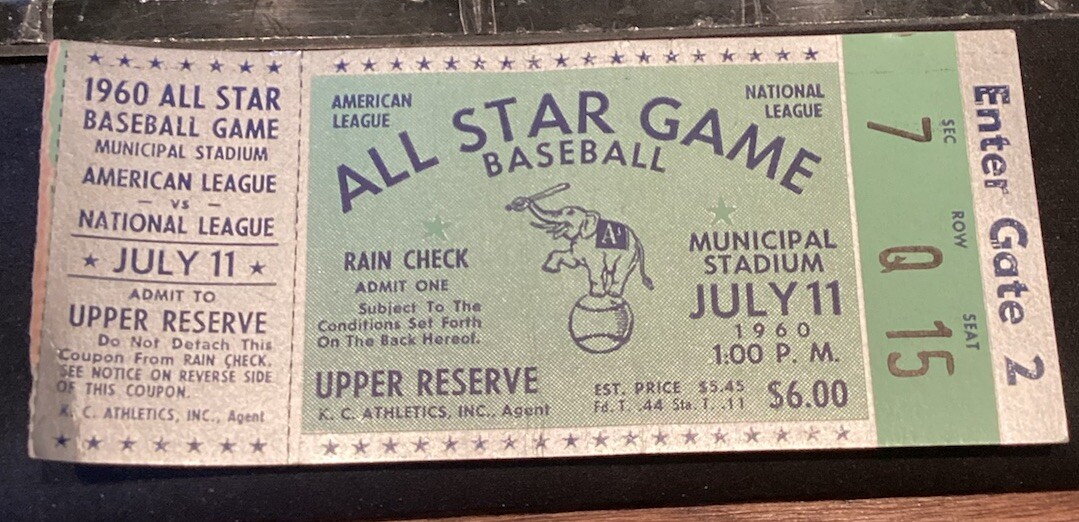 1960 ALL STAR
BASEBALL GAME
MUNICIPAL STADIUM
AMERICAN LEAGUE
– VS –
NATIONAL LEAGUE
★ JULY 11 ★
ADMIT TO
UPPER RESERVE
Do Not Detach This
Coupon From RAIN CHECK.
SEE NOTICE ON REVERSE SIDE
OF THIS COUPON.
K. C. ATHLETICS, INC., Agent
AMERICAN
LEAGUE
NATIONAL
LEAGUE
ALL STAR GAME
BASEBALL
A's
RAIN CHECK
ADMIT ONE
Subject To The
Conditions Set Forth
On The Back Hereof.
UPPER RESERVE
K. C. ATHLETICS, INC., Agent
MUNICIPAL
STADIUM
JULY 11
1960
1:00 P. M.
EST. PRICE $5.45
Fd. T. .44 Sta. T. .11
$6.00
SEC
7
ROW
Q
SEAT
15
Enter Gate 2